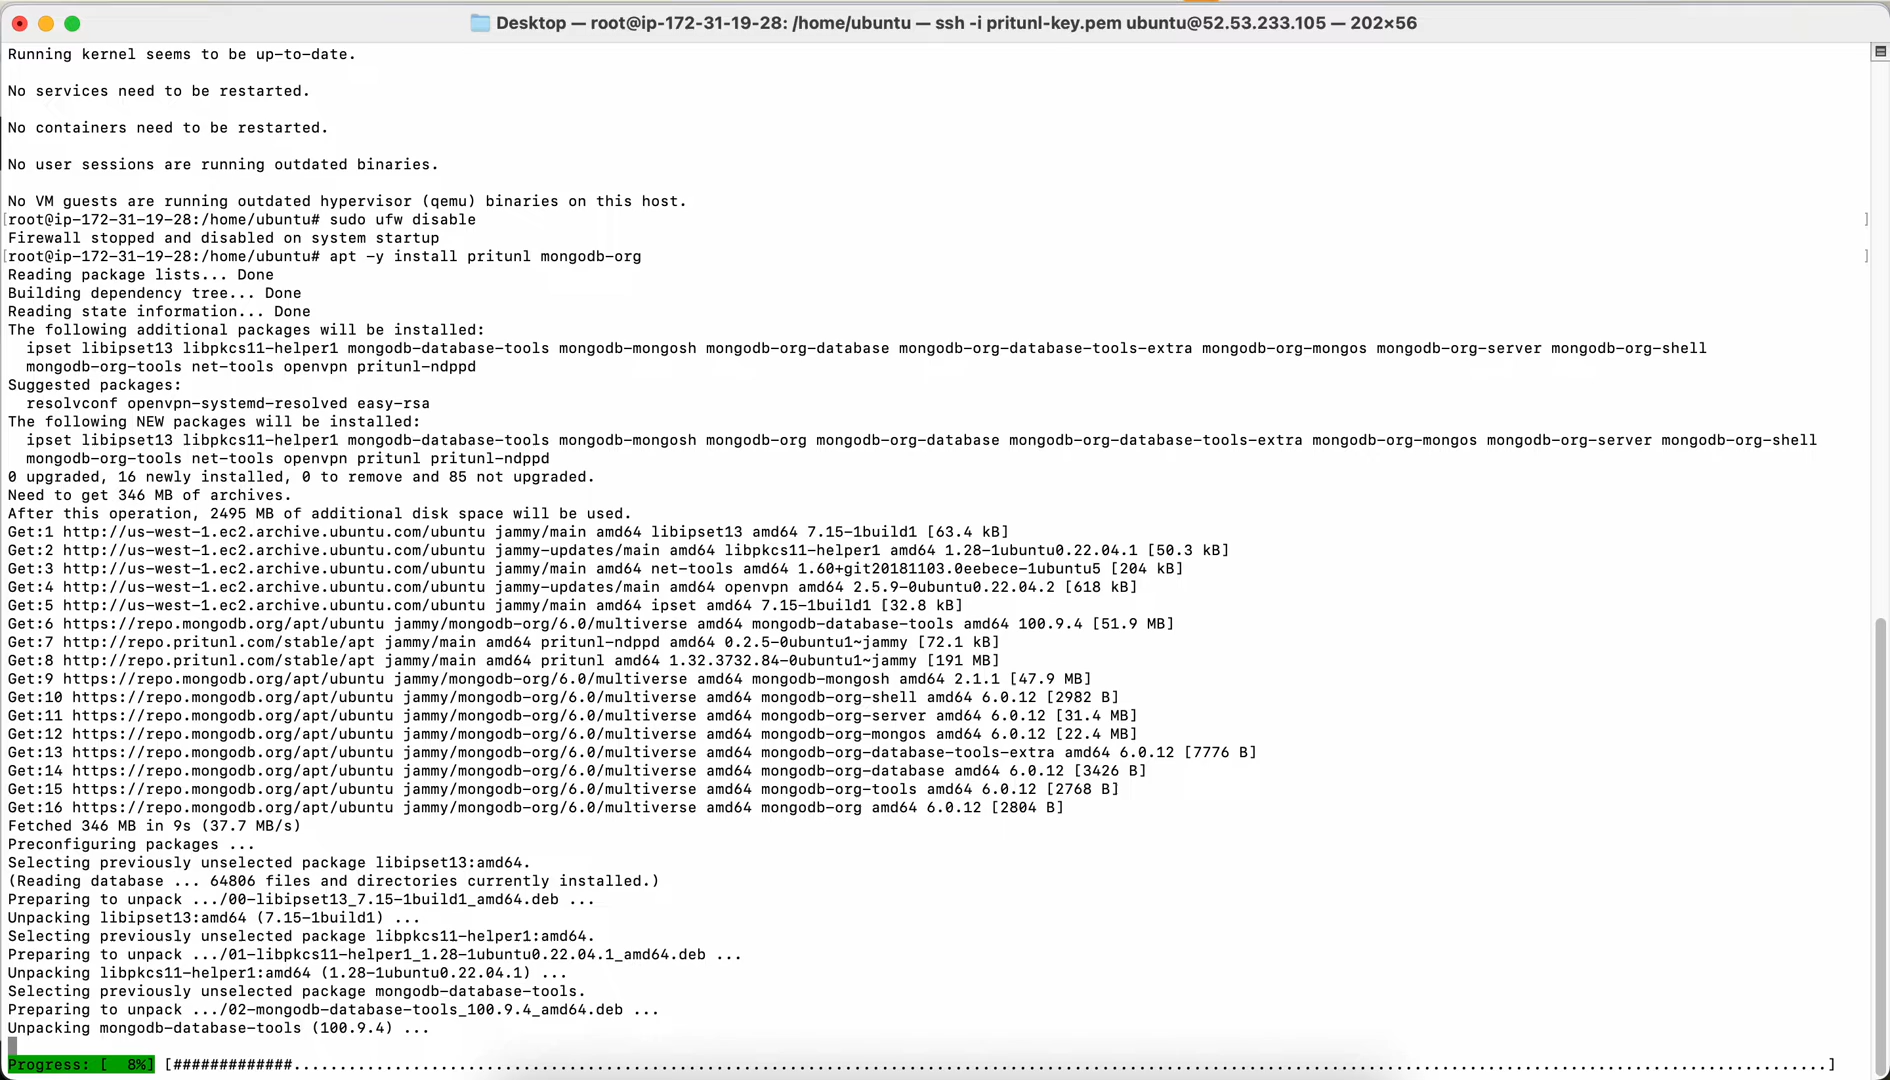 Desktop — root@ip-172-31-19-28: /home/ubuntu — ssh -i pritunl-key.pem ubuntu@52.53.233.105 — 202×56
Running kernel seems to be up-to-date.
No services need to be restarted.
No containers need to be restarted.
No user sessions are running outdated binaries.
No VM guests are running outdated hypervisor (qemu) binaries on this host.
[root@ip-172-31-19-28:/home/ubuntu# sudo ufw disable ]
Firewall stopped and disabled on system startup
[root@ip-172-31-19-28:/home/ubuntu# apt -y install pritunl mongodb-org ]
Reading package lists... Done
Building dependency tree... Done
Reading state information... Done
The following additional packages will be installed:
  ipset libipset13 libpkcs11-helper1 mongodb-database-tools mongodb-mongosh mongodb-org-database mongodb-org-database-tools-extra mongodb-org-mongos mongodb-org-server mongodb-org-shell
  mongodb-org-tools net-tools openvpn pritunl-ndppd
Suggested packages:
  resolvconf openvpn-systemd-resolved easy-rsa
The following NEW packages will be installed:
  ipset libipset13 libpkcs11-helper1 mongodb-database-tools mongodb-mongosh mongodb-org mongodb-org-database mongodb-org-database-tools-extra mongodb-org-mongos mongodb-org-server mongodb-org-shell
  mongodb-org-tools net-tools openvpn pritunl pritunl-ndppd
0 upgraded, 16 newly installed, 0 to remove and 85 not upgraded.
Need to get 346 MB of archives.
After this operation, 2495 MB of additional disk space will be used.
Get:1 http://us-west-1.ec2.archive.ubuntu.com/ubuntu jammy/main amd64 libipset13 amd64 7.15-1build1 [63.4 kB]
Get:2 http://us-west-1.ec2.archive.ubuntu.com/ubuntu jammy-updates/main amd64 libpkcs11-helper1 amd64 1.28-1ubuntu0.22.04.1 [50.3 kB]
Get:3 http://us-west-1.ec2.archive.ubuntu.com/ubuntu jammy/main amd64 net-tools amd64 1.60+git20181103.0eebece-1ubuntu5 [204 kB]
Get:4 http://us-west-1.ec2.archive.ubuntu.com/ubuntu jammy-updates/main amd64 openvpn amd64 2.5.9-0ubuntu0.22.04.2 [618 kB]
Get:5 http://us-west-1.ec2.archive.ubuntu.com/ubuntu jammy/main amd64 ipset amd64 7.15-1build1 [32.8 kB]
Get:6 https://repo.mongodb.org/apt/ubuntu jammy/mongodb-org/6.0/multiverse amd64 mongodb-database-tools amd64 100.9.4 [51.9 MB]
Get:7 http://repo.pritunl.com/stable/apt jammy/main amd64 pritunl-ndppd amd64 0.2.5-0ubuntu1~jammy [72.1 kB]
Get:8 http://repo.pritunl.com/stable/apt jammy/main amd64 pritunl amd64 1.32.3732.84-0ubuntu1~jammy [191 MB]
Get:9 https://repo.mongodb.org/apt/ubuntu jammy/mongodb-org/6.0/multiverse amd64 mongodb-mongosh amd64 2.1.1 [47.9 MB]
Get:10 https://repo.mongodb.org/apt/ubuntu jammy/mongodb-org/6.0/multiverse amd64 mongodb-org-shell amd64 6.0.12 [2982 B]
Get:11 https://repo.mongodb.org/apt/ubuntu jammy/mongodb-org/6.0/multiverse amd64 mongodb-org-server amd64 6.0.12 [31.4 MB]
Get:12 https://repo.mongodb.org/apt/ubuntu jammy/mongodb-org/6.0/multiverse amd64 mongodb-org-mongos amd64 6.0.12 [22.4 MB]
Get:13 https://repo.mongodb.org/apt/ubuntu jammy/mongodb-org/6.0/multiverse amd64 mongodb-org-database-tools-extra amd64 6.0.12 [7776 B]
Get:14 https://repo.mongodb.org/apt/ubuntu jammy/mongodb-org/6.0/multiverse amd64 mongodb-org-database amd64 6.0.12 [3426 B]
Get:15 https://repo.mongodb.org/apt/ubuntu jammy/mongodb-org/6.0/multiverse amd64 mongodb-org-tools amd64 6.0.12 [2768 B]
Get:16 https://repo.mongodb.org/apt/ubuntu jammy/mongodb-org/6.0/multiverse amd64 mongodb-org amd64 6.0.12 [2804 B]
Fetched 346 MB in 9s (37.7 MB/s)
Preconfiguring packages ...
Selecting previously unselected package libipset13:amd64.
(Reading database ... 64806 files and directories currently installed.)
Preparing to unpack .../00-libipset13_7.15-1build1_amd64.deb ...
Unpacking libipset13:amd64 (7.15-1build1) ...
Selecting previously unselected package libpkcs11-helper1:amd64.
Preparing to unpack .../01-libpkcs11-helper1_1.28-1ubuntu0.22.04.1_amd64.deb ...
Unpacking libpkcs11-helper1:amd64 (1.28-1ubuntu0.22.04.1) ...
Selecting previously unselected package mongodb-database-tools.
Preparing to unpack .../02-mongodb-database-tools_100.9.4_amd64.deb ...
Unpacking mongodb-database-tools (100.9.4) ...
Progress: [  8%] [#############.......................................................................................................................................................................]